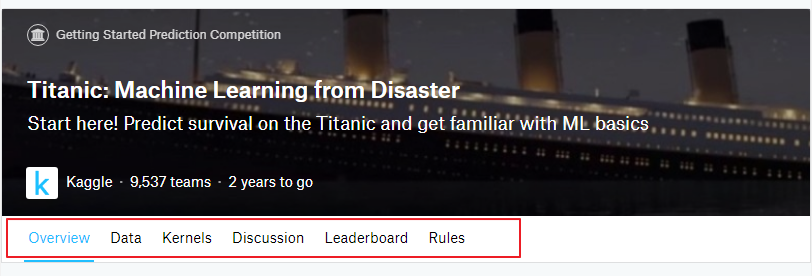 Getting Started Prediction Competition
Titanic: Machine Learning from Disaster
Start here! Predict survival on the Titanic and get familiar with ML basics
k Kaggle · 9,537 teams · 2 years to go
Overview Data Kernels Discussion Leaderboard Rules